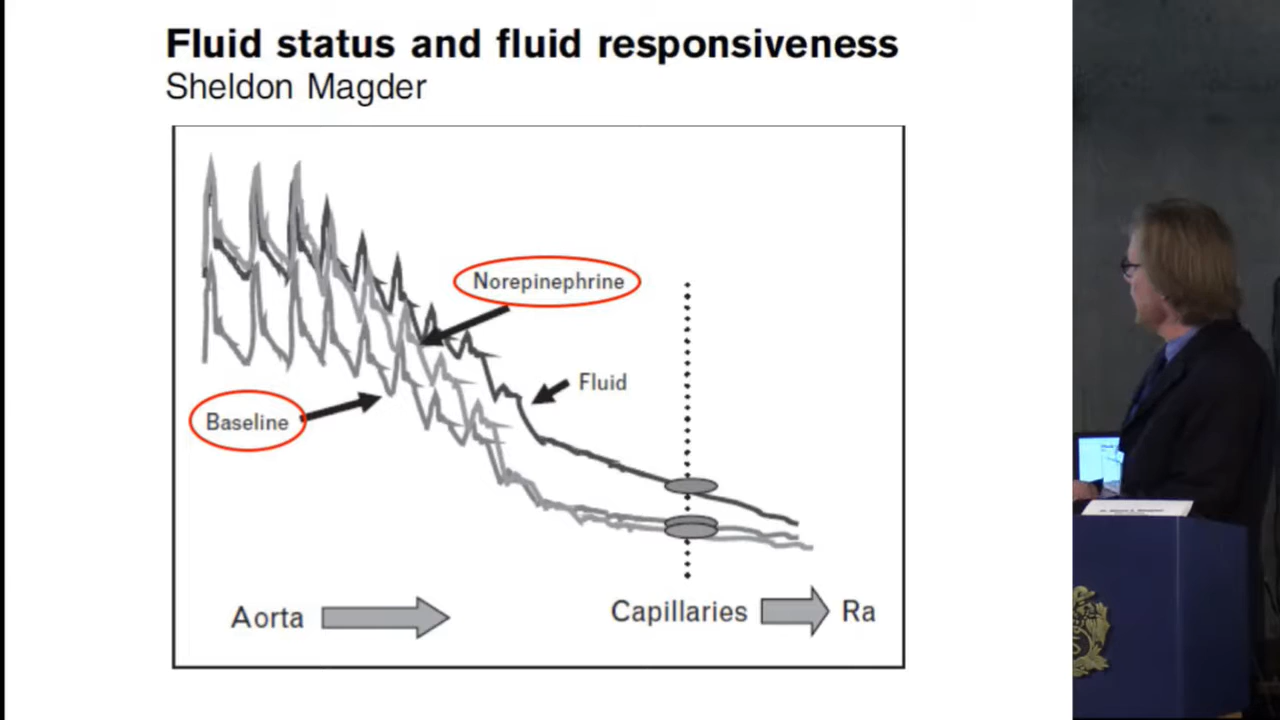 Fluid status and fluid responsiveness
Sheldon Magder
Norepinephrine
Fluid
Baseline
Aorta
Capillaries
Ra